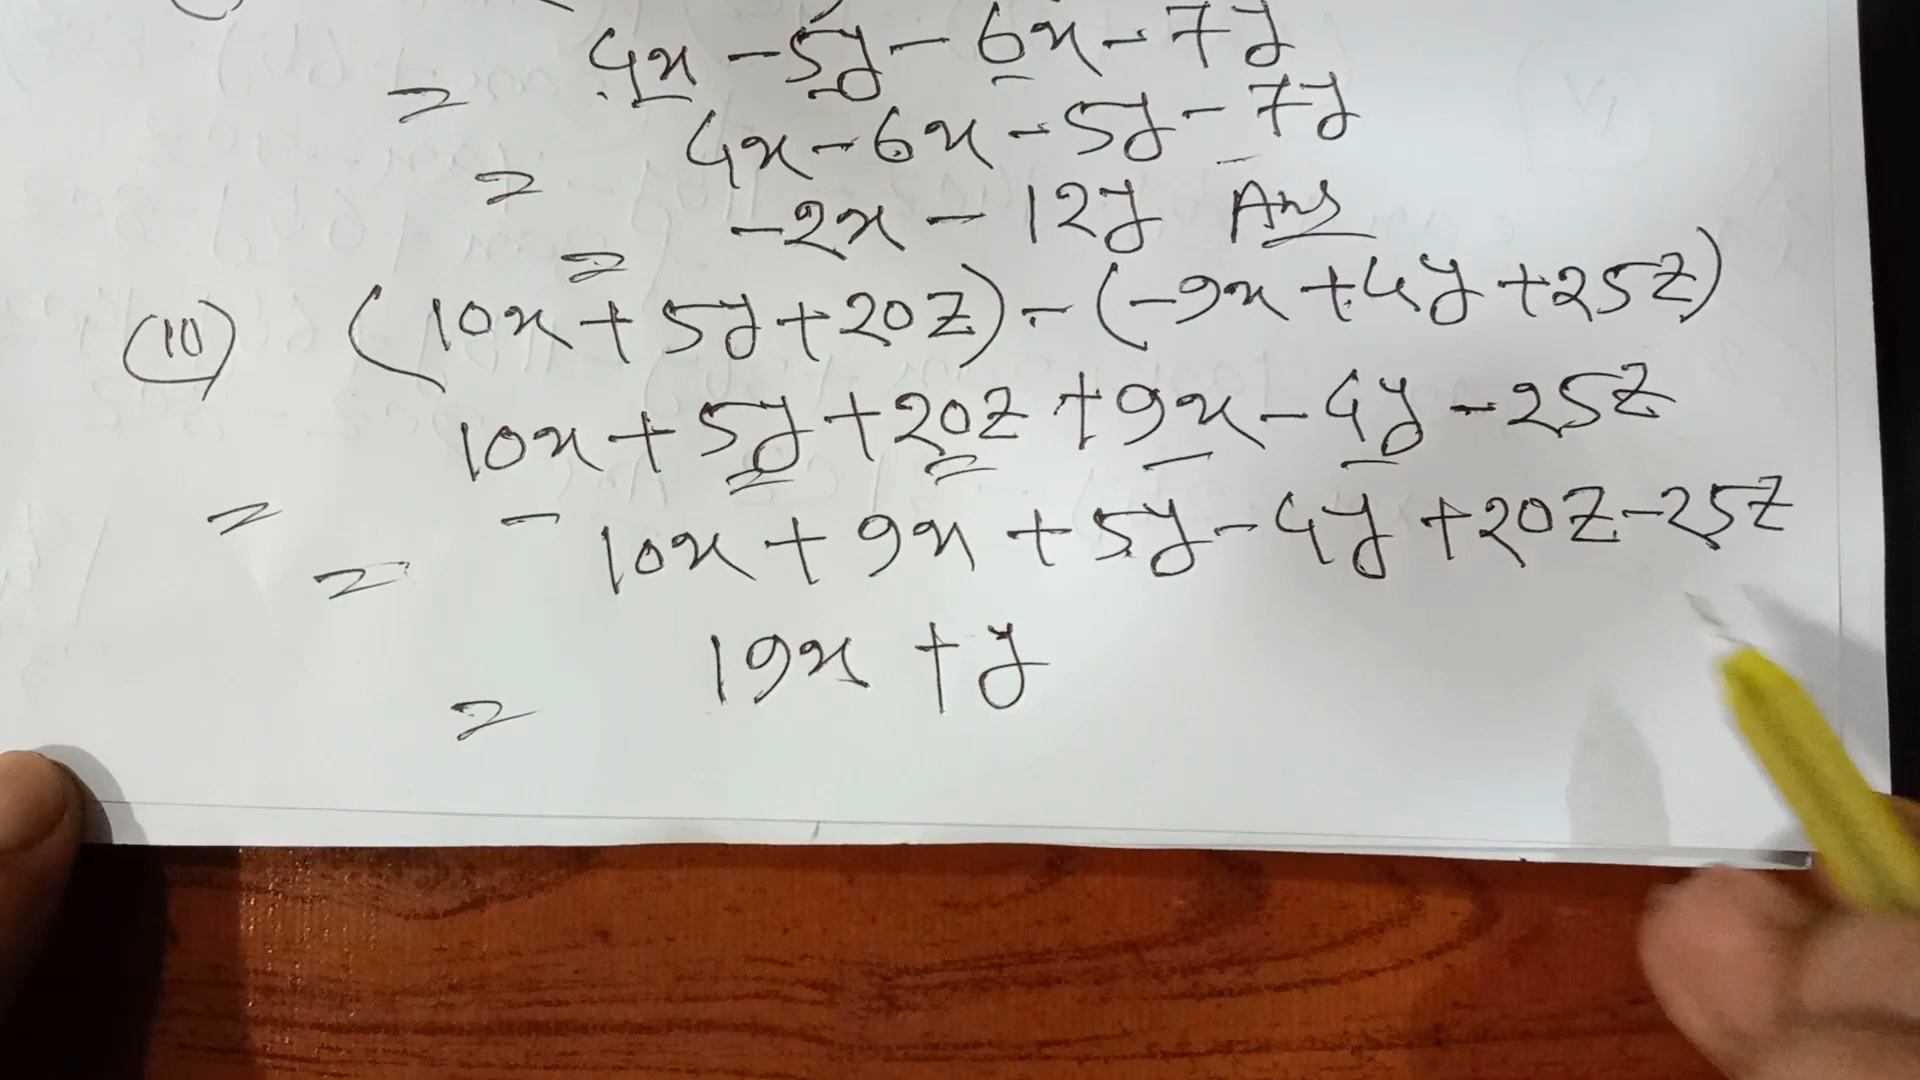 4x - 5y - 6x - 7y
= 4x - 6x - 5y - 7y
= -2x - 12y Ans
=
(111) (10x + 5y + 20z) - (-9x + 4y + 25z)
= 10x + 5y + 20z + 9x - 4y - 25z
= 10x + 9x + 5y - 4y + 20z - 25z
= 19x + y